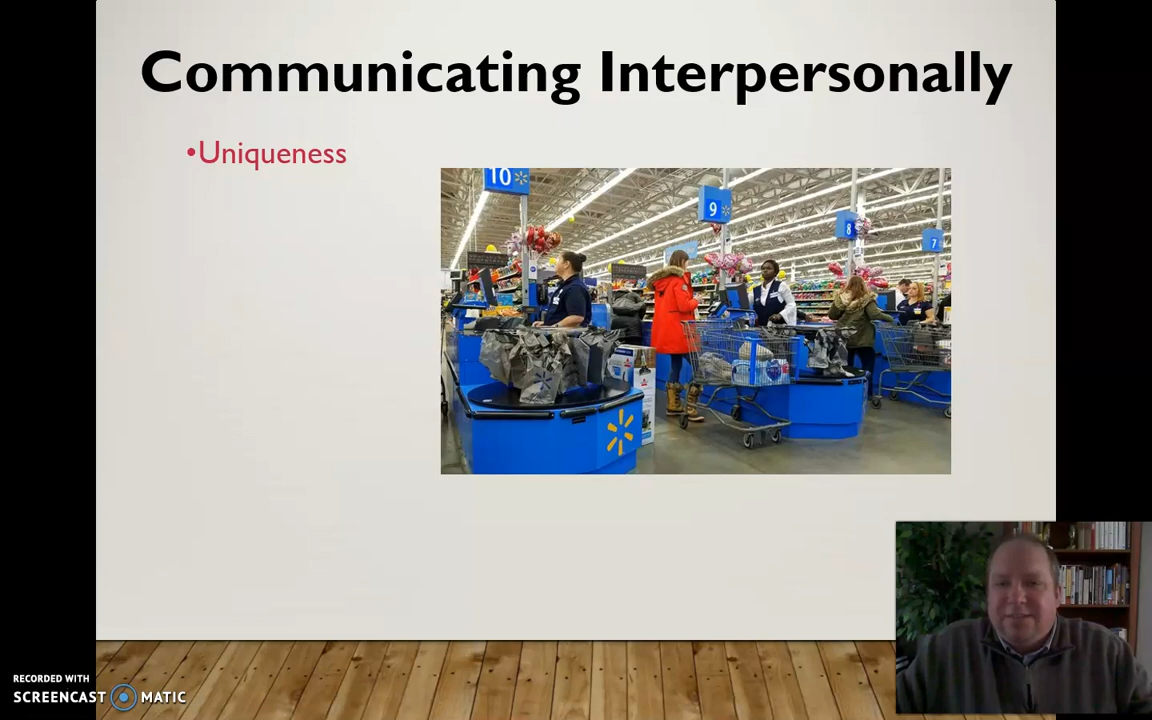 Communicating Interpersonally
•Uniqueness
10
9
8
7
RECORDED WITH
SCREENCAST MATIC